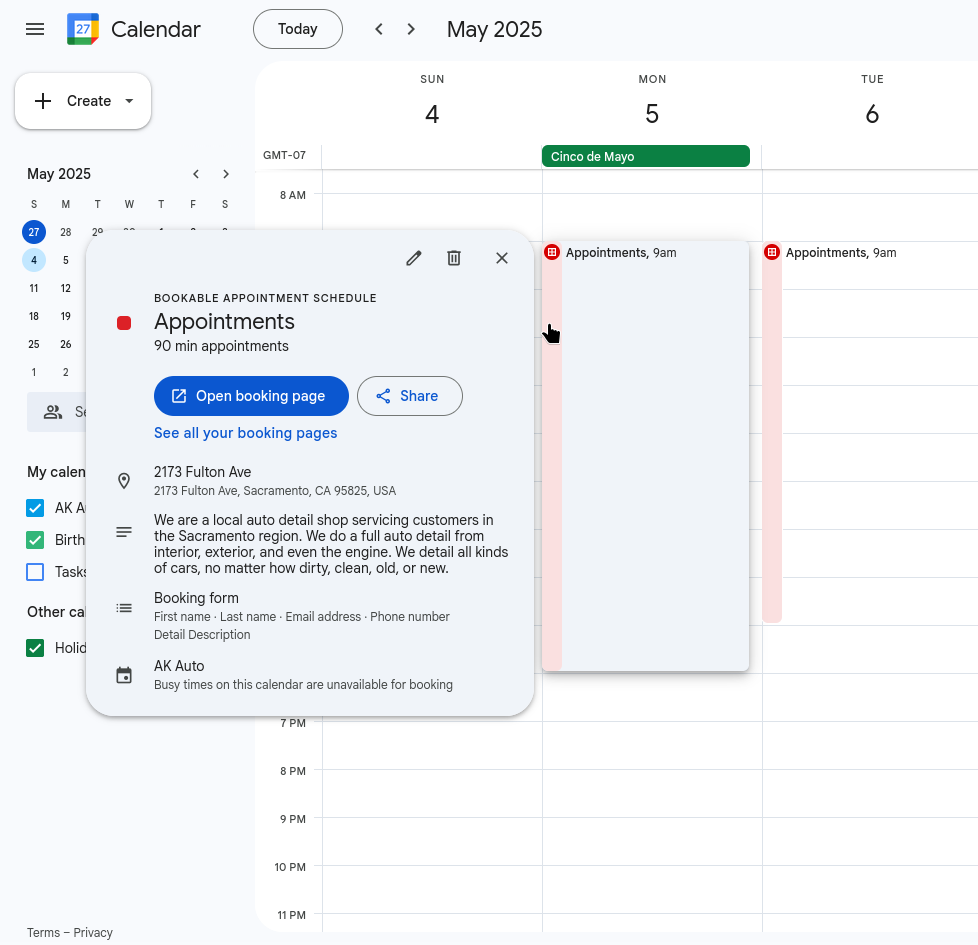 27
Calendar
Today
May 2025
Create
SUN
MON
TUE
4
5
6
GMT-07
Cinco de Mayo
8 AM
May 2025
S M T W T F S
27 28 29 30
4 5
11 12
18 19
25 26
1 2
Appointments, 9am
Appointments, 9am
BOOKABLE APPOINTMENT SCHEDULE
Appointments
90 min appointments
Open booking page
Share
See all your booking pages
2173 Fulton Ave
2173 Fulton Ave, Sacramento, CA 95825, USA
We are a local auto detail shop servicing customers in
the Sacramento region. We do a full auto detail from
interior, exterior, and even the engine. We detail all kinds
of cars, no matter how dirty, clean, old, or new.
Booking form
First name · Last name · Email address · Phone number
Detail Description
AK Auto
Busy times on this calendar are unavailable for booking
Se
My calen
AK A
Birth
Tasks
Other ca
Holid
7 PM
8 PM
9 PM
10 PM
11 PM
Terms – Privacy